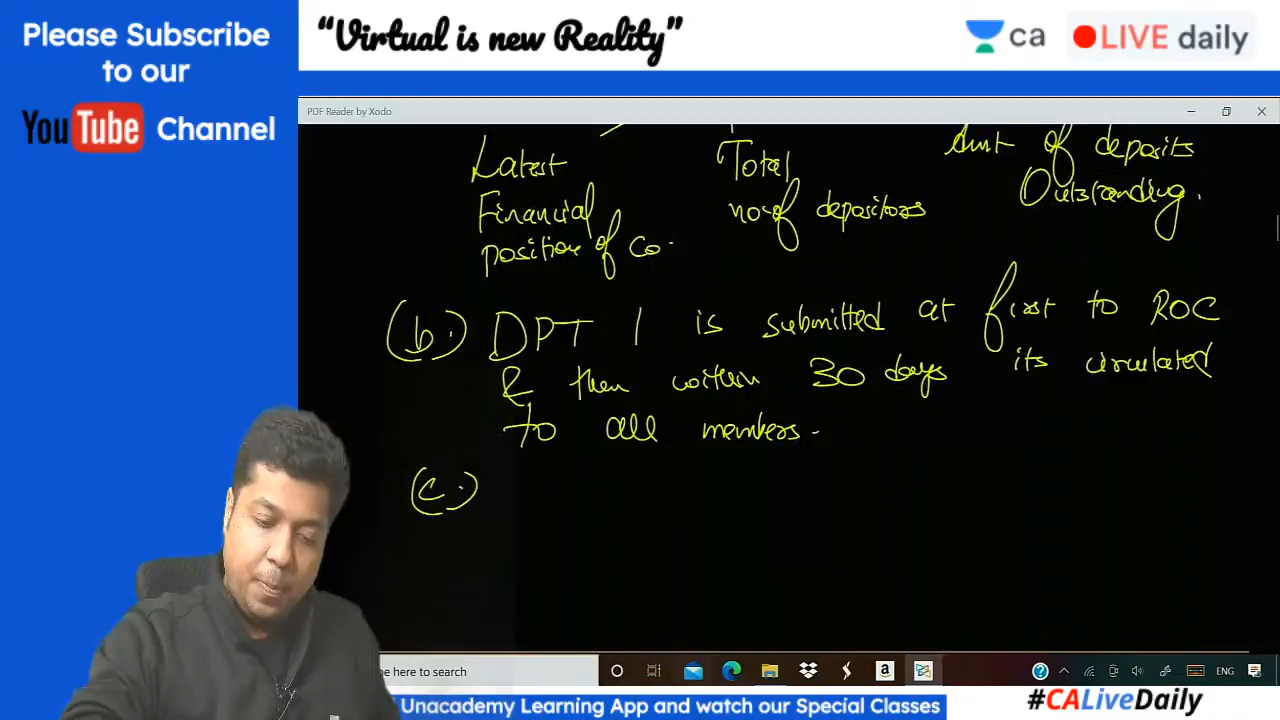 Please Subscribe
to our
YouTube Channel
“Virtual is new Reality”
ca
LIVE daily
PDF Reader by Xodo
Latest
Financial
position of Co.
Total
no. of depositors
Amt of deposits
Outstanding.
(b.) DPT 1 is submitted at first to ROC
& then within 30 days its circulated
to all members.
(c.)
e here to search
a
ENG
Unacademy Learning App and watch our Special Classes
#CALiveDaily